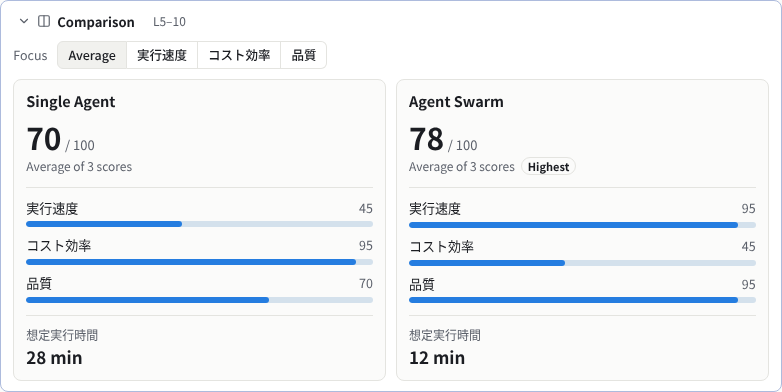 Comparison L5–10
Focus Average 実行速度 コスト効率 品質
Single Agent
70 / 100
Average of 3 scores
実行速度 45
コスト効率 95
品質 70
想定実行時間
28 min
Agent Swarm
78 / 100
Average of 3 scores Highest
実行速度 95
コスト効率 45
品質 95
想定実行時間
12 min